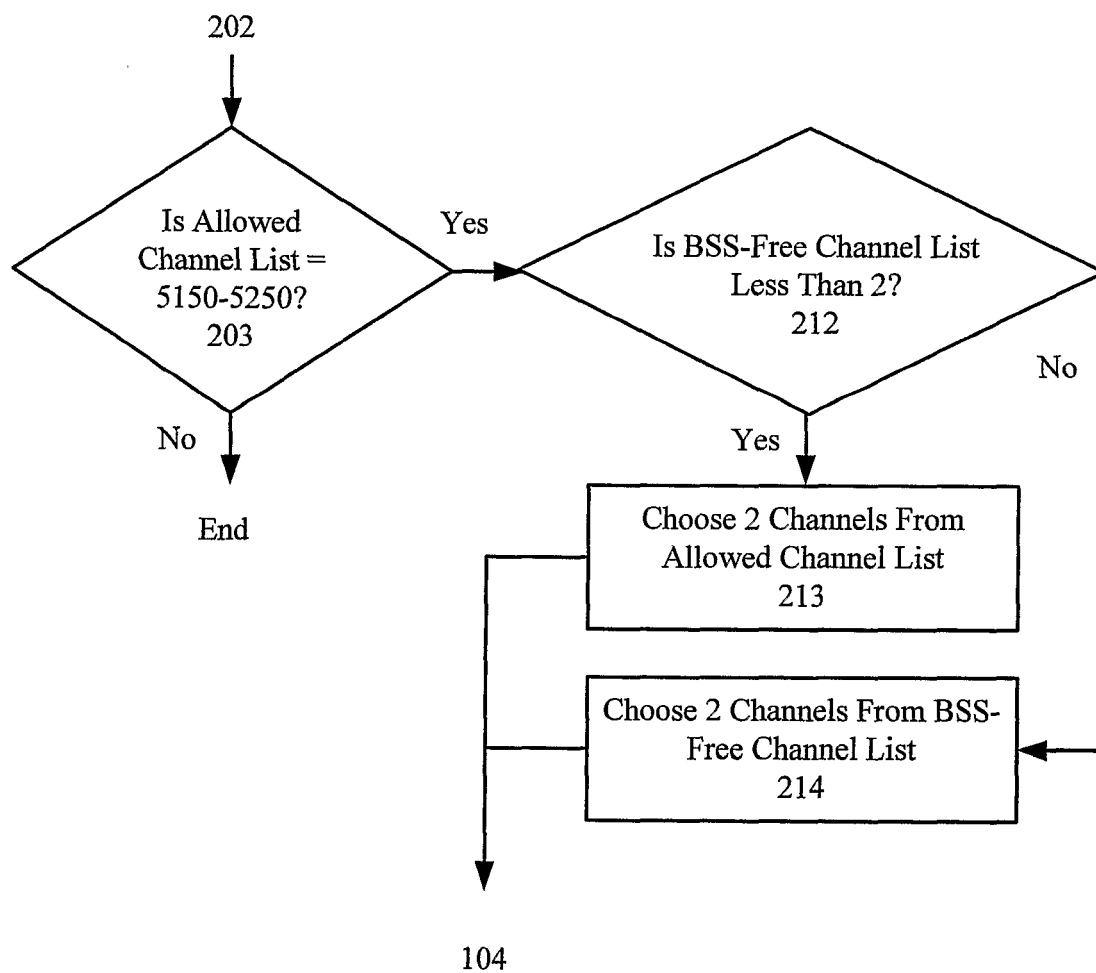 202
Is Allowed
Channel List =
5150-5250?
203
Yes
Is BSS-Free Channel List
Less Than 2?
212
No
No
End
Yes
Choose 2 Channels From
Allowed Channel List
213
Choose 2 Channels From BSS-
Free Channel List
214
104